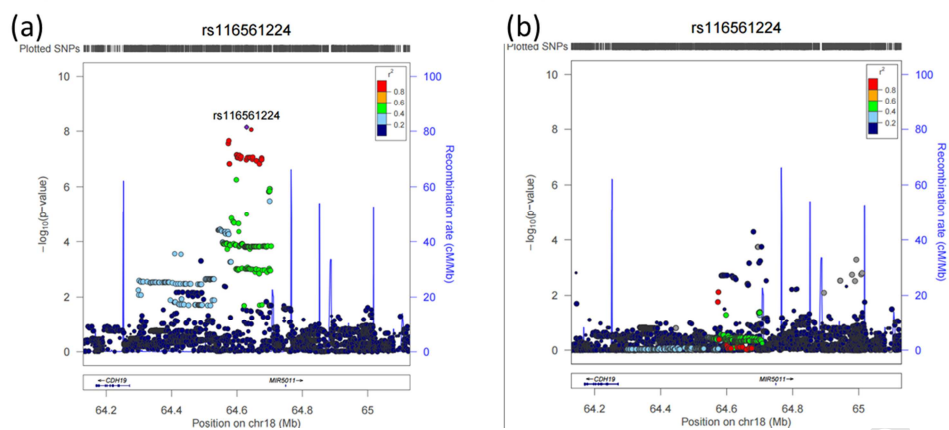 (a)
rs116561224
Plotted SNPs
10
8
6
4
2
0
−log10(p−value)
100
80
60
40
20
0
Recombination rate (cM/Mb)
r2
0.8
0.6
0.4
0.2
rs116561224
←CDH19
MIR5011→
64.2 64.4 64.6 64.8 65
Position on chr18 (Mb)
(b)
rs116561224
Plotted SNPs
10
8
6
4
2
0
−log10(p−value)
100
80
60
40
20
0
Recombination rate (cM/Mb)
r2
0.8
0.6
0.4
0.2
←CDH19
MIR5011→
64.2 64.4 64.6 64.8 65
Position on chr18 (Mb)